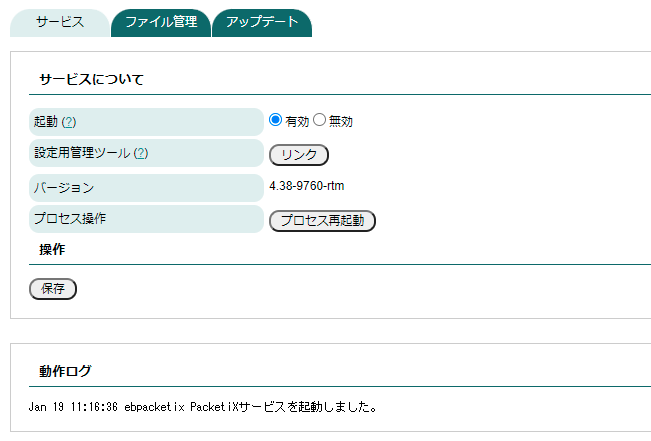 サービス ファイル管理 アップデート
サービスについて
起動 (?) 有効 無効
設定用管理ツール (?) リンク
バージョン 4.38-9760-rtm
プロセス操作 プロセス再起動
操作
保存
動作ログ
Jan 19 11:16:36 ebpacketix PacketiXサービスを起動しました。